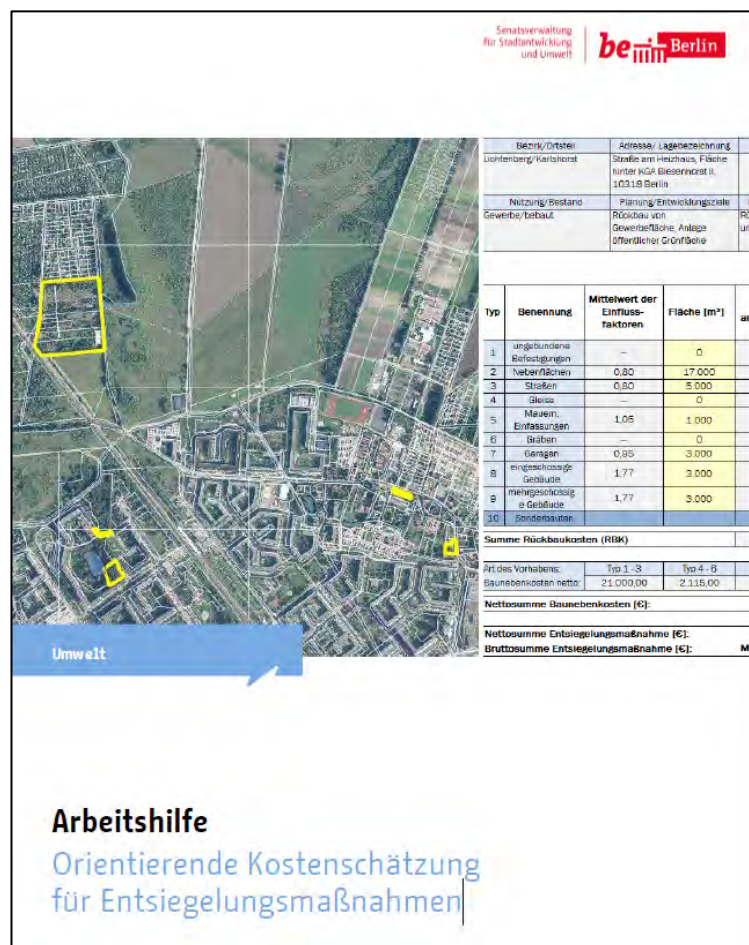 Senatsverwaltung
für Stadtentwicklung
und Umwelt
be Berlin
Bezirk/Ortsteil Adresse/ Lagebezeichnung
Lichtenberg/Karlshorst Straße am Heizhaus, Fläche
hinter KGA Biesenhorst II,
10318 Berlin
Nutzung/Bestand Planung/Entwicklungsziele
Gewerbe/bebaut Rückbau von
Gewerbefläche, Anlage
öffentlicher Grünfläche
Typ Benennung Mittelwert der Einfluss-faktoren Fläche [m²]
1 ungebundene Befestigungen – 0
2 Nebenflächen 0,80 17.000
3 Straßen 0,80 5.000
4 Gleise – 0
5 Mauern, Einfassungen 1,05 1.000
6 Gräben – 0
7 Garagen 0,95 3.000
8 eingeschossige Gebäude 1,77 3.000
9 mehrgeschossig e Gebäude 1,77 3.000
10 Sonderbauten
Summe Rückbaukosten (RBK)
Art des Vorhabens: Typ 1 - 3 Typ 4 - 6
Baunebenkosten netto: 21.000,00 2.115,00
Nettosumme Baunebenkosten [€]:
Nettosumme Entsiegelungsmaßnahme [€]:
Bruttosumme Entsiegelungsmaßnahme [€]:
Umwelt
Arbeitshilfe
Orientierende Kostenschätzung
für Entsiegelungsmaßnahmen